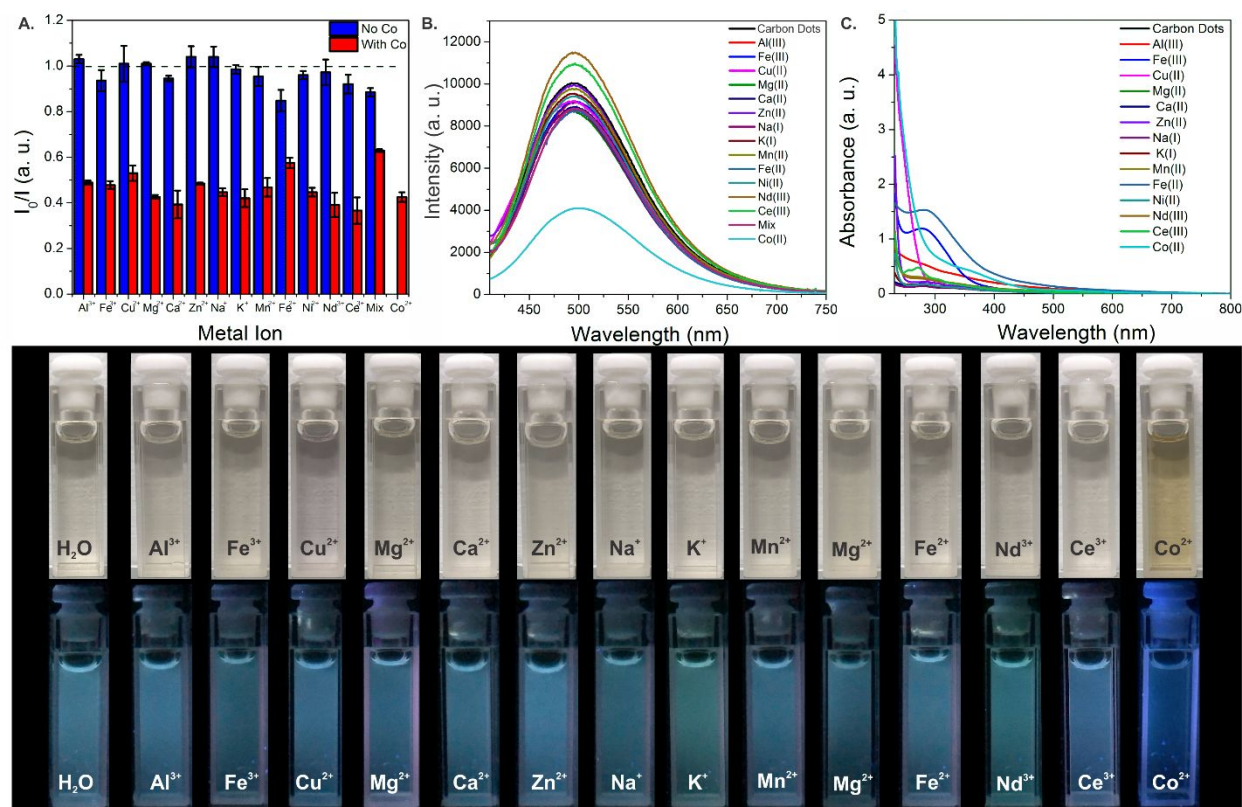 A.
No Co
With Co
I₀/I (a. u.)
1.2
1.0
0.8
0.6
0.4
0.2
0.0
Al³⁺ Fe²⁺ Cu²⁺ Mg²⁺ Ca²⁺ Zn²⁺ Na⁺ K⁺ Mn²⁺ Fe²⁺ Ni²⁺ Nd³⁺ Ce²⁺ Mix Co²⁺
Metal Ion
B.
Intensity (a. u.)
12000
10000
8000
6000
4000
2000
0
450 500 550 600 650 700 750
Wavelength (nm)
Carbon Dots
Al(III)
Fe(III)
Cu(II)
Mg(II)
Ca(II)
Zn(II)
Na(I)
K(I)
Mn(II)
Fe(II)
Ni(II)
Nd(III)
Ce(III)
Mix
Co(II)
C.
Absorbance (a. u.)
5
4
3
2
1
0
300 400 500 600 700 800
Wavelength (nm)
Carbon Dots
Al(III)
Fe(III)
Cu(II)
Mg(II)
Ca(II)
Zn(II)
Na(I)
K(I)
Mn(II)
Fe(II)
Ni(II)
Nd(III)
Ce(III)
Co(II)
H₂O Al³⁺ Fe³⁺ Cu²⁺ Mg²⁺ Ca²⁺ Zn²⁺ Na⁺ K⁺ Mn²⁺ Mg²⁺ Fe²⁺ Nd³⁺ Ce³⁺ Co²⁺
H₂O Al³⁺ Fe³⁺ Cu²⁺ Mg²⁺ Ca²⁺ Zn²⁺ Na⁺ K⁺ Mn²⁺ Mg²⁺ Fe²⁺ Nd³⁺ Ce³⁺ Co²⁺